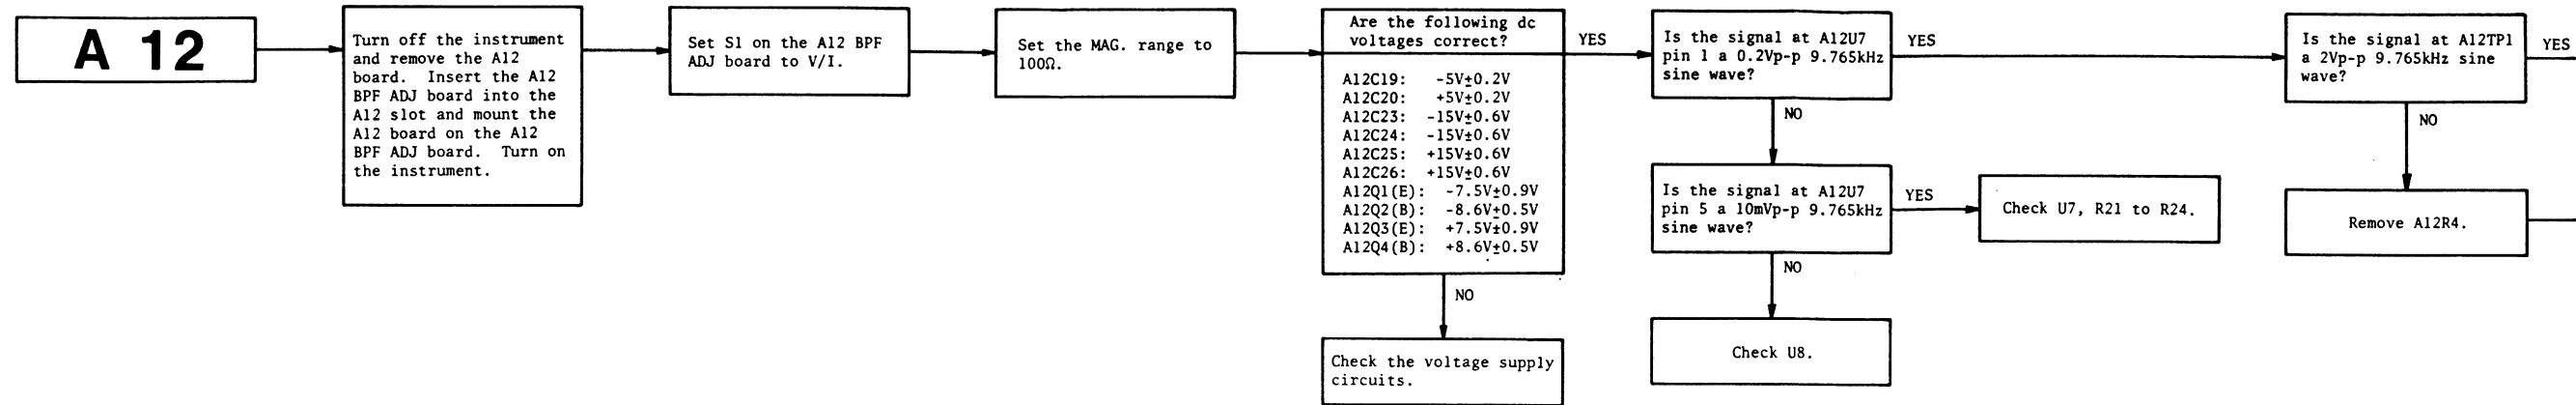 A 12
Turn off the instrument
and remove the A12
board. Insert the A12
BPF ADJ board into the
A12 slot and mount the
A12 board on the A12
BPF ADJ board. Turn on
the instrument.
Set S1 on the A12 BPF
ADJ board to V/I.
Set the MAG. range to
100Ω.
Are the following dc
voltages correct?
A12C19: -5V±0.2V
A12C20: +5V±0.2V
A12C23: -15V±0.6V
A12C24: -15V±0.6V
A12C25: +15V±0.6V
A12C26: +15V±0.6V
A12Q1(E): -7.5V±0.9V
A12Q2(B): -8.6V±0.5V
A12Q3(E): +7.5V±0.9V
A12Q4(B): +8.6V±0.5V
NO
Check the voltage supply
circuits.
YES
Is the signal at A12U7
pin 1 a 0.2Vp-p 9.765kHz
sine wave?
NO
Is the signal at A12U7
pin 5 a 10mVp-p 9.765kHz
sine wave?
YES
Check U7, R21 to R24.
NO
Check U8.
YES
Is the signal at A12TP1
a 2Vp-p 9.765kHz sine
wave?
YES
NO
Remove A12R4.